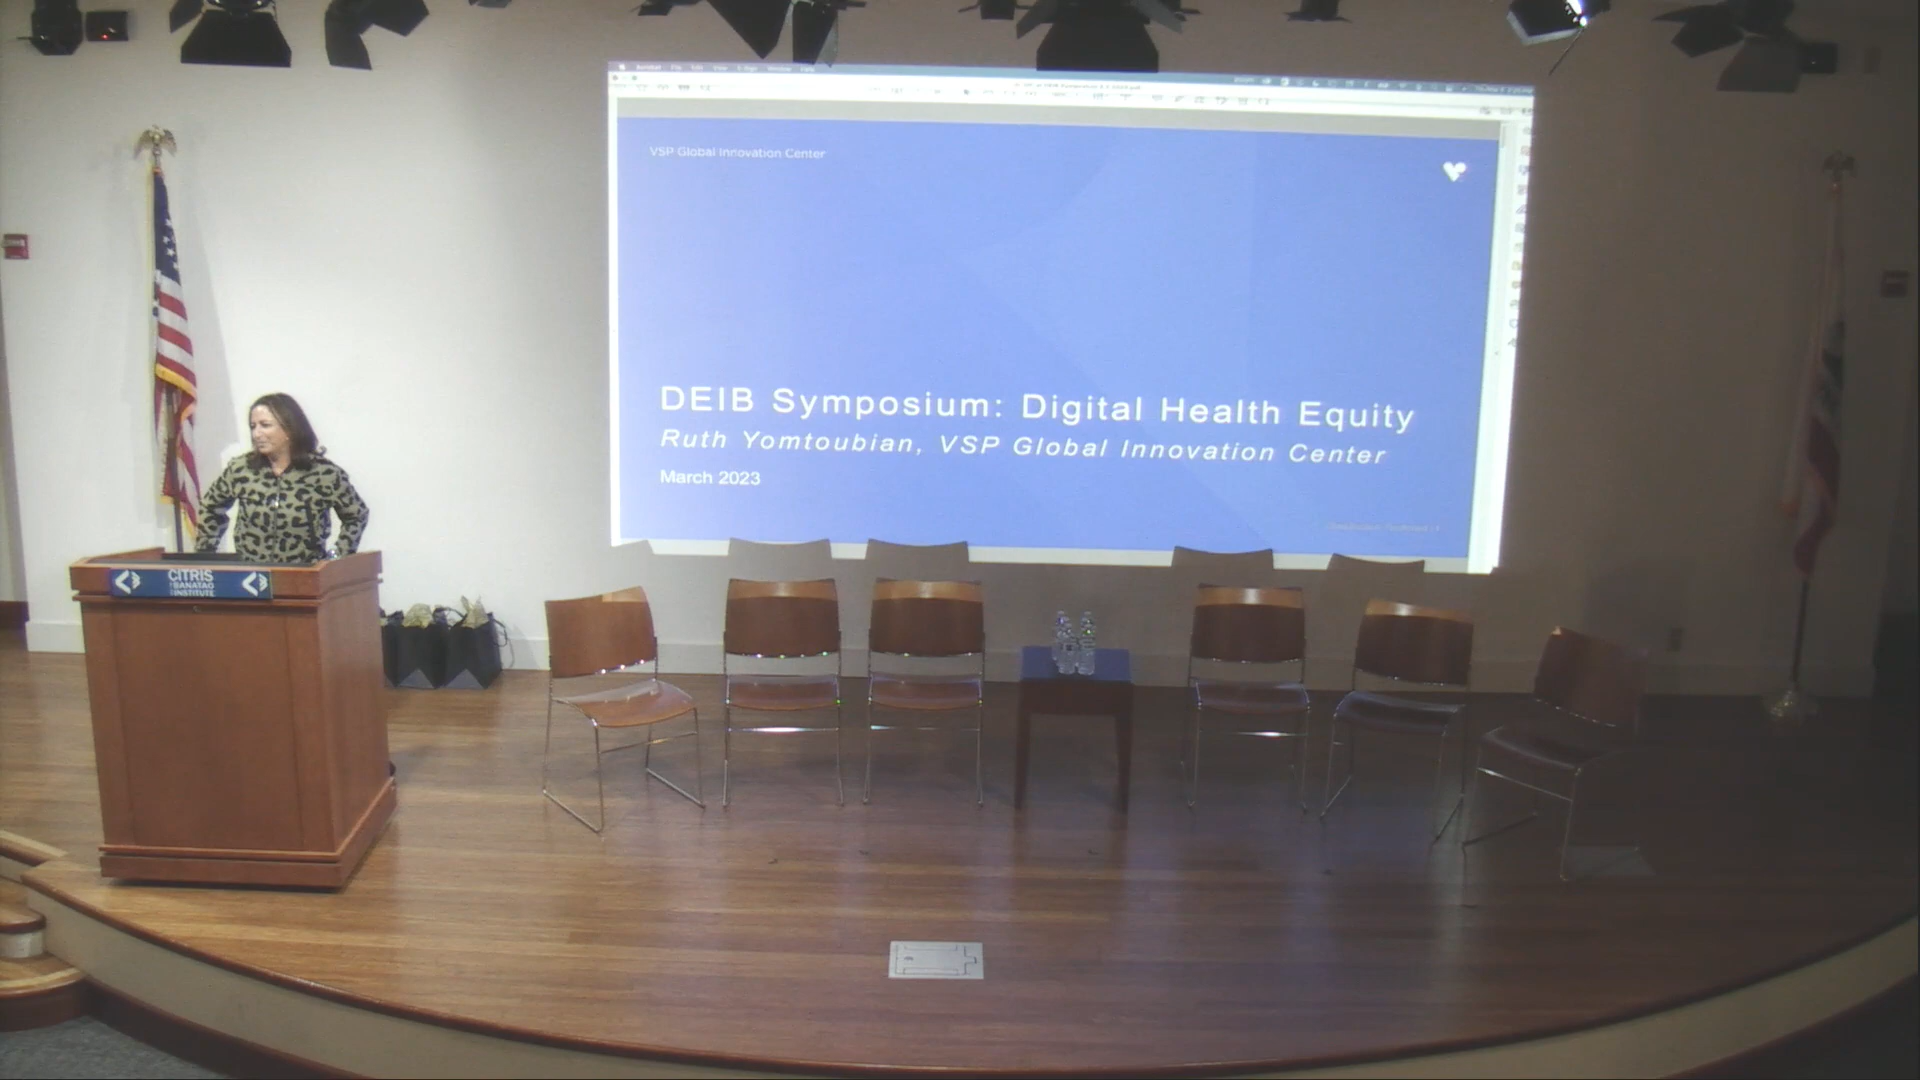 VSP Global Innovation Center
DEIB Symposium: Digital Health Equity
Ruth Yomtoubian, VSP Global Innovation Center
March 2023
CITRIS
BANATAO
INSTITUTE